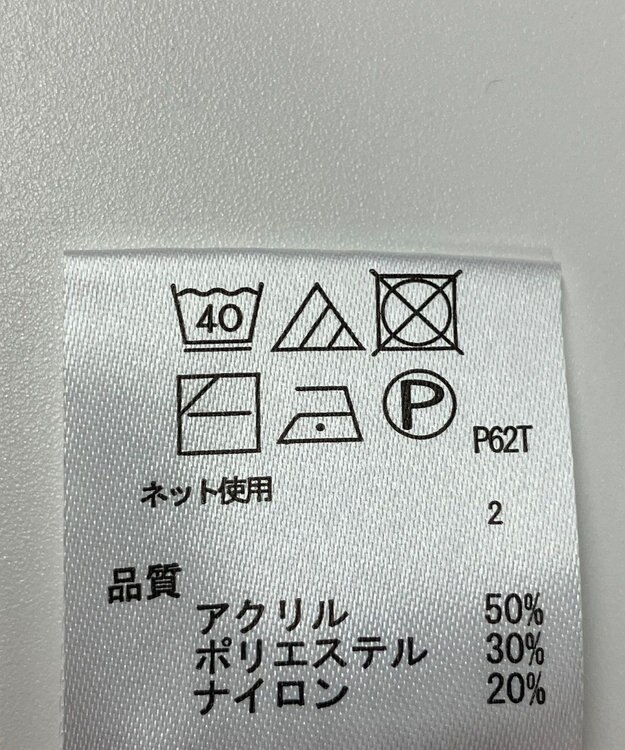 40
P P62T
ネット使用
2
品質
アクリル 50%
ポリエステル 30%
ナイロン 20%